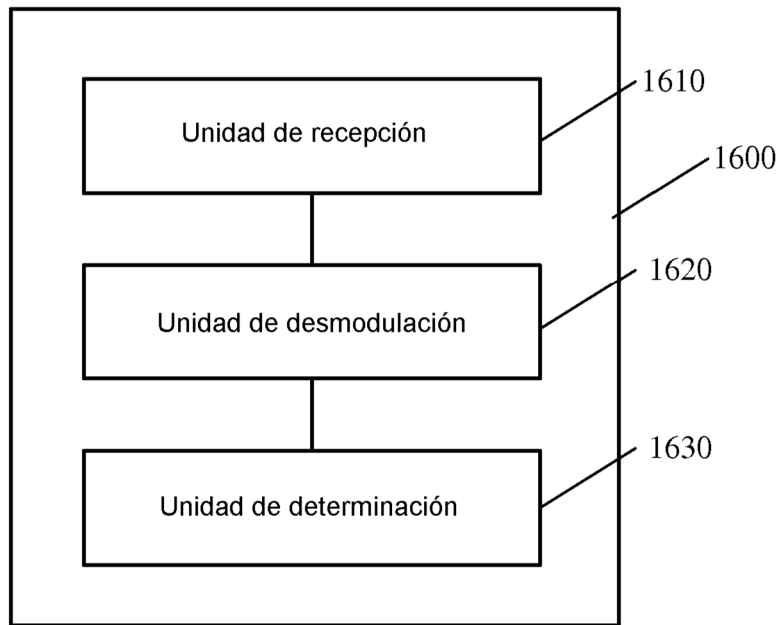 1610
Unidad de recepción
1600
1620
Unidad de desmodulación
1630
Unidad de determinación